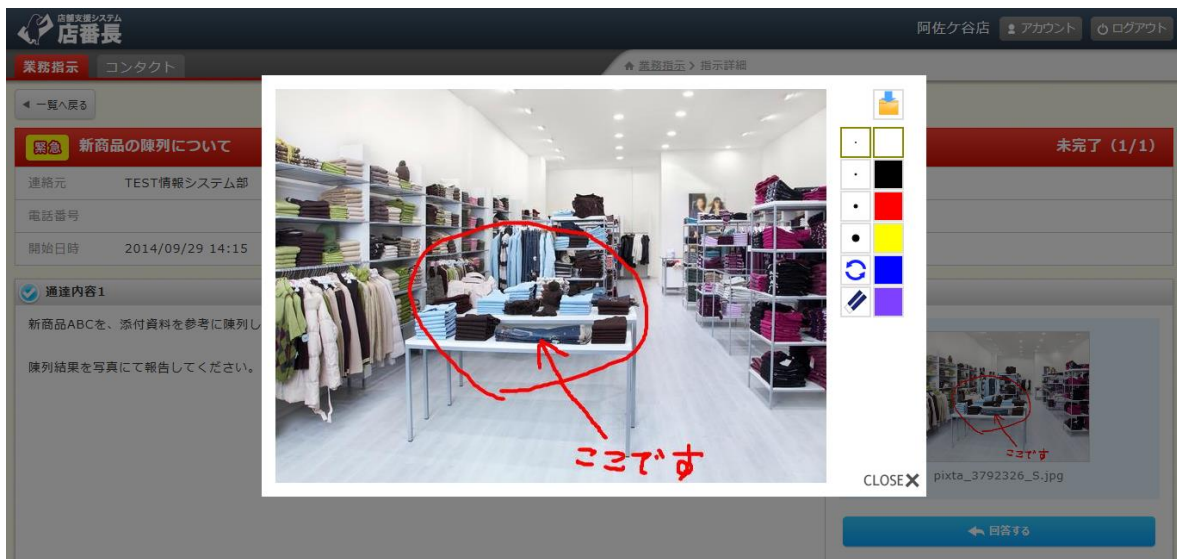 店舗支援システム
店番長
阿佐ケ谷店
アカウント
ログアウト
業務指示
コンタクト
業務指示 > 指示詳細
一覧へ戻る
緊急 新商品の陳列について
未完了（1/1）
連絡元 TEST情報システム部
電話番号
開始日時 2014/09/29 14:15
通達内容1
新商品ABCを、添付資料を参考に陳列し
陳列結果を写真にて報告してください。
ここです
CLOSE
ここです
pixta_3792326_S.jpg
回答する